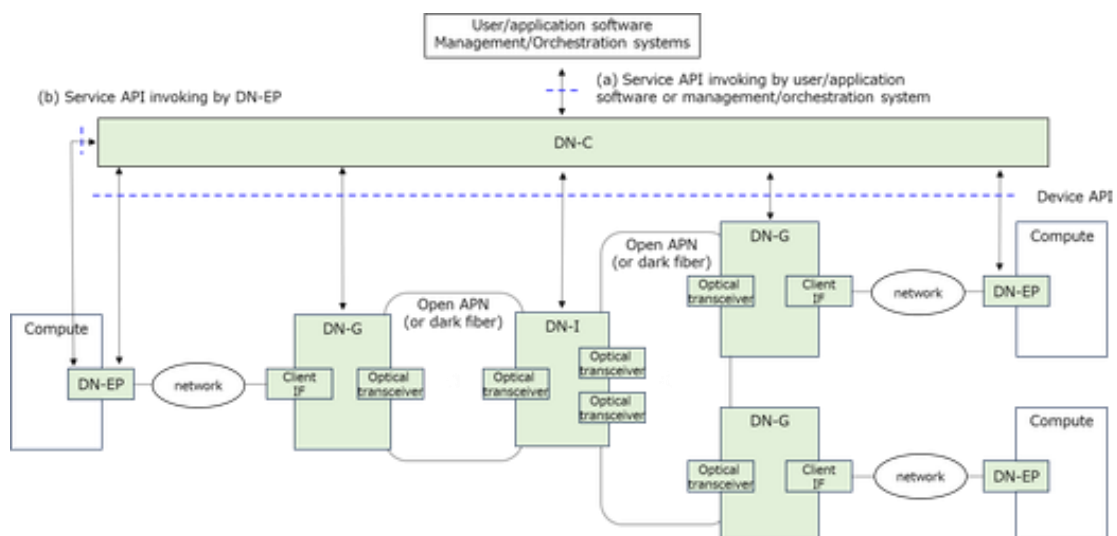 User/application software
Management/Orchestration systems
(a) Service API invoking by user/application
software or management/orchestration system
(b) Service API invoking by DN-EP
DN-C
Device API
DN-G
Compute
Open APN
(or dark fiber)
Optical
transceiver
Client
IF
network
DN-EP
Open APN
(or dark fiber)
Compute
DN-G
DN-I
Optical
transceiver
DN-EP
network
Client
IF
Optical
transceiver
Optical
transceiver
Optical
transceiver
DN-G
Compute
Optical
transceiver
Client
IF
network
DN-EP